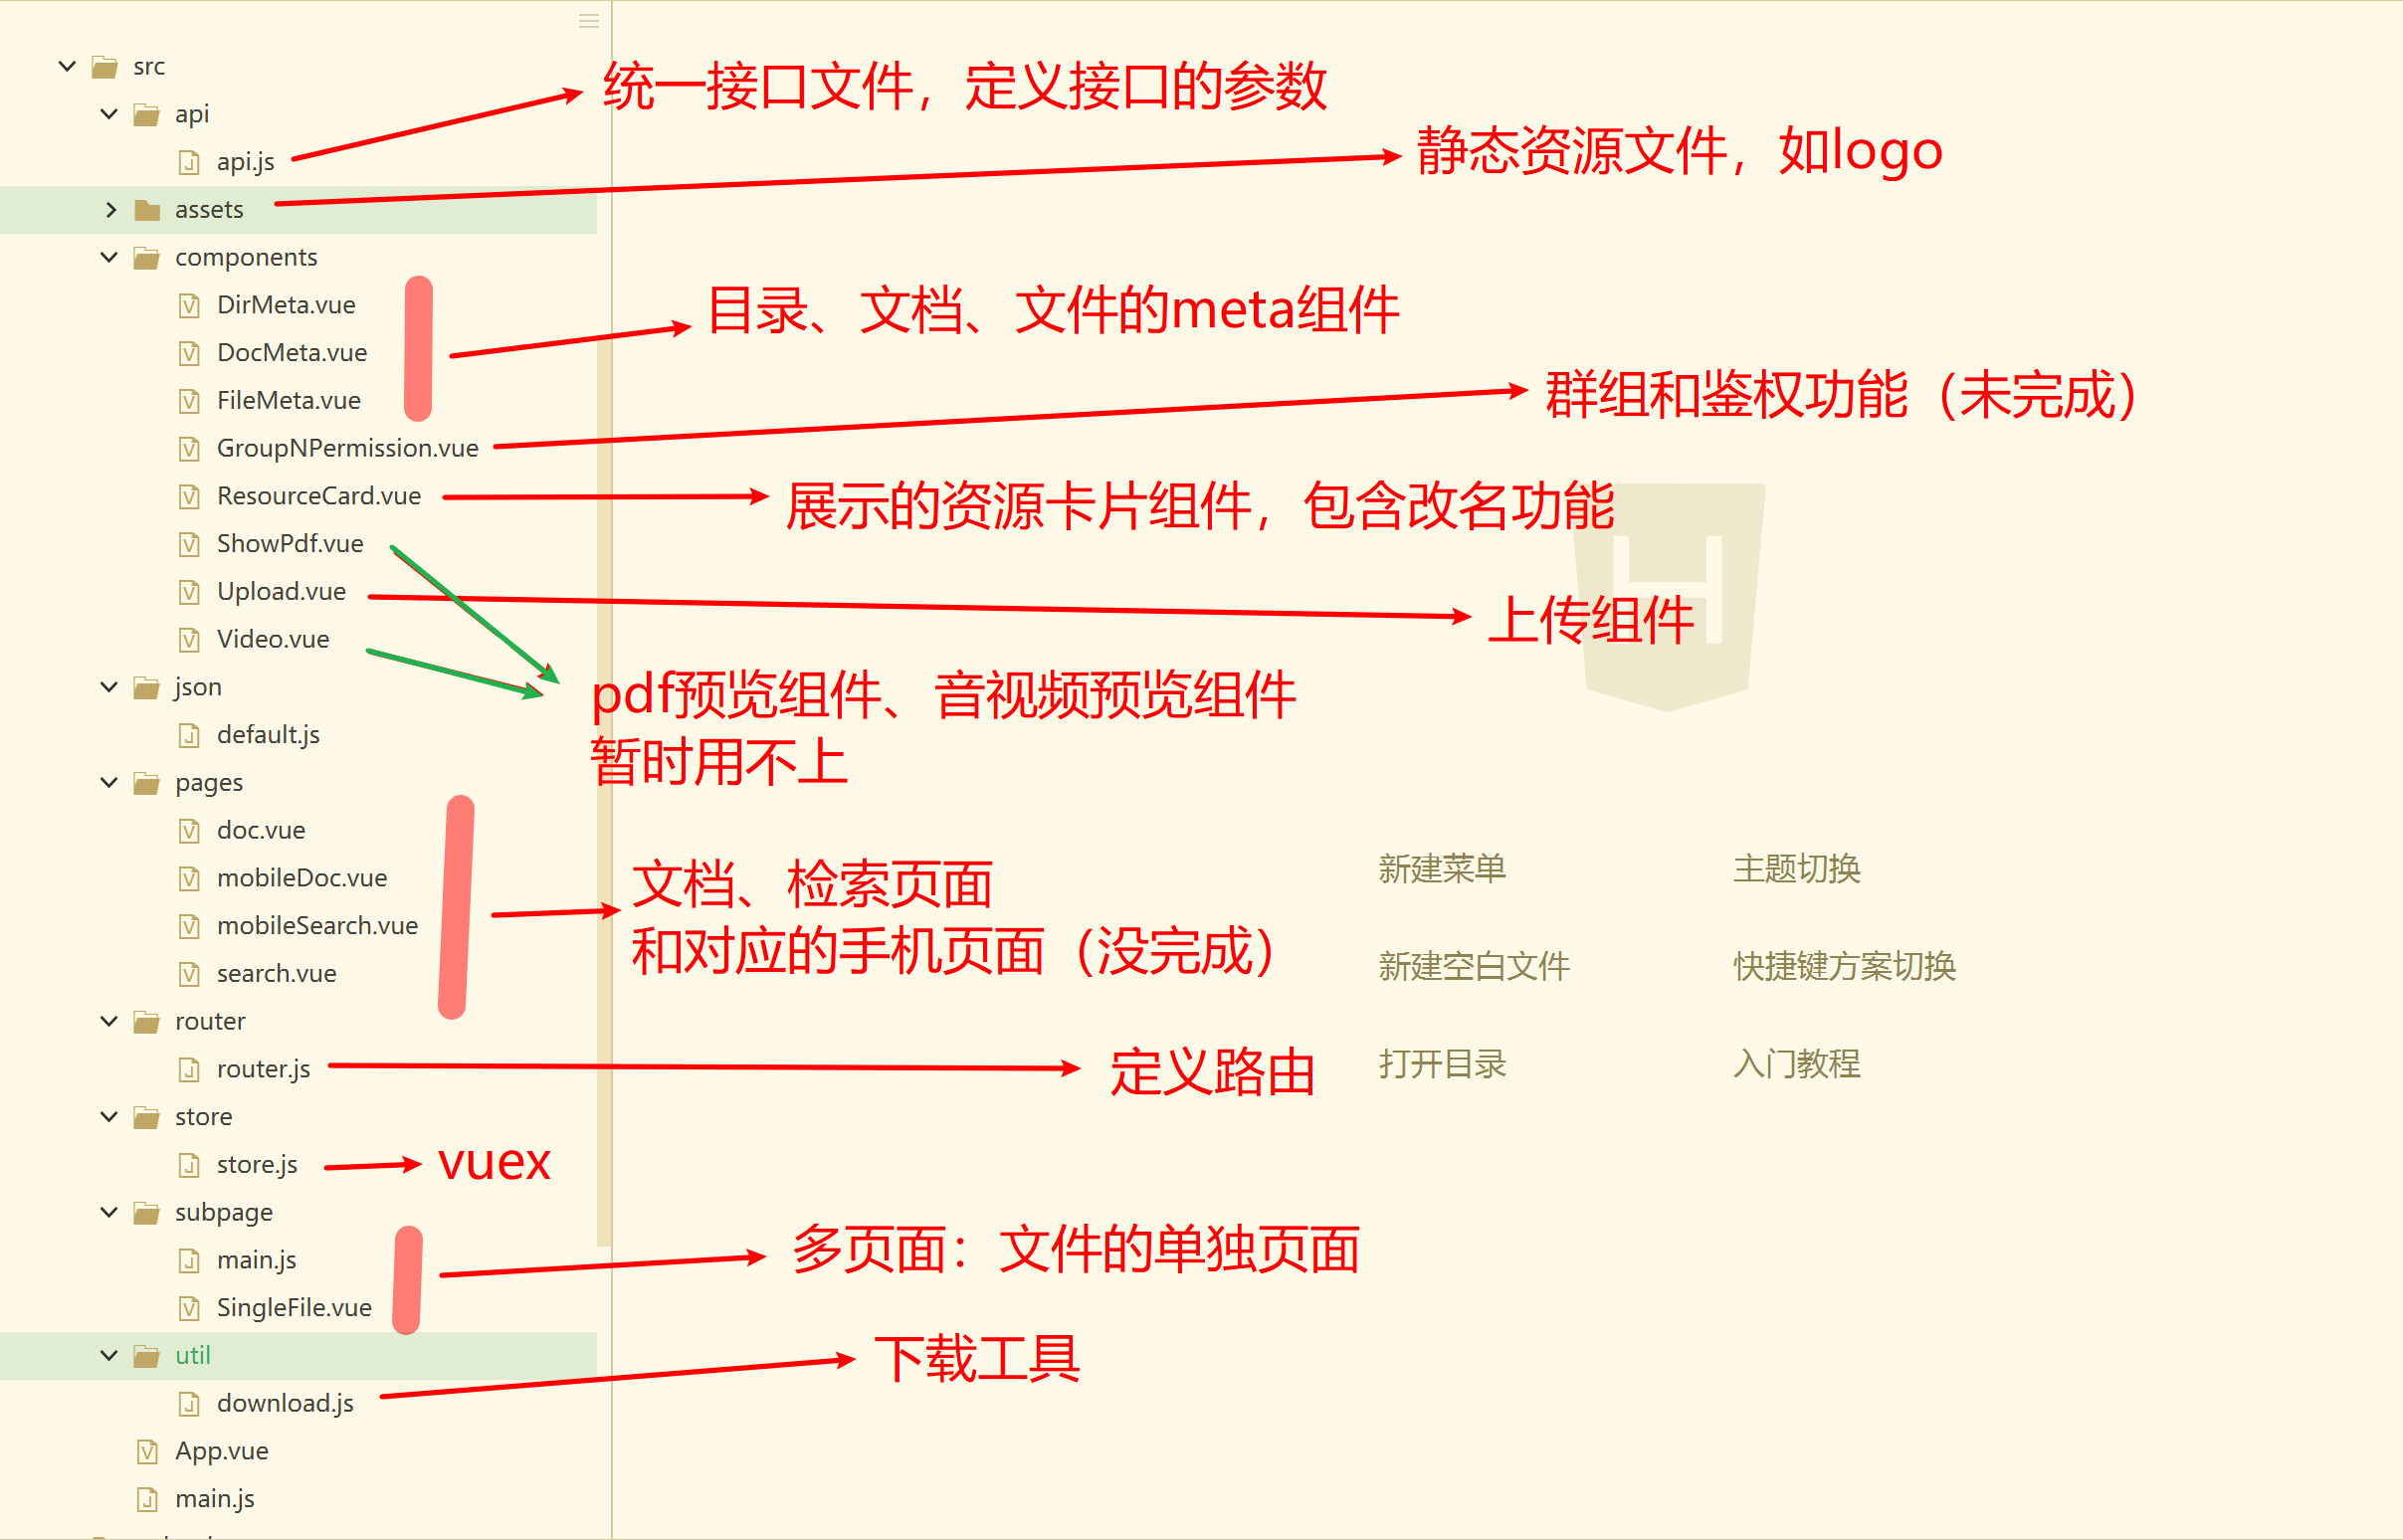 src
api
api.js
统一接口文件，定义接口的参数
assets
静态资源文件，如logo
components
DirMeta.vue
DocMeta.vue
FileMeta.vue
目录、文档、文件的meta组件
GroupNPermission.vue
群组和鉴权功能（未完成）
ResourceCard.vue
展示的资源卡片组件，包含改名功能
ShowPdf.vue
Upload.vue
上传组件
Video.vue
pdf预览组件、音视频预览组件
暂时用不上
json
default.js
pages
doc.vue
mobileDoc.vue
mobileSearch.vue
search.vue
文档、检索页面
和对应的手机页面（没完成）
router
router.js
定义路由
store
store.js
vuex
subpage
main.js
SingleFile.vue
多页面：文件的单独页面
util
download.js
下载工具
App.vue
main.js
H
新建菜单
主题切换
新建空白文件
快捷键方案切换
打开目录
入门教程